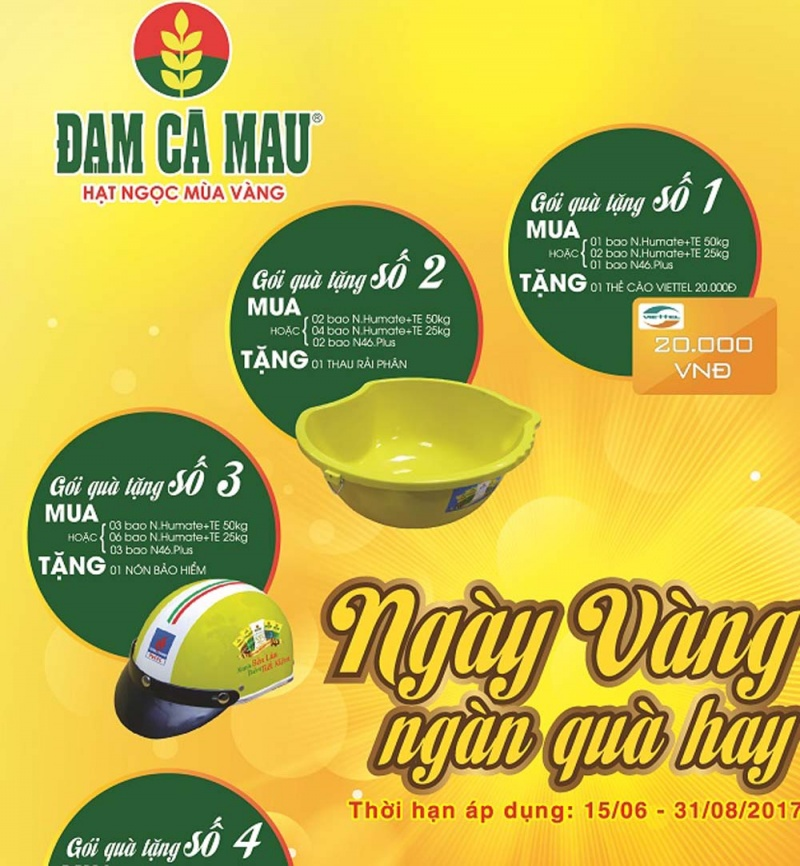 ĐẠM CÀ MAU®
HẠT NGỌC MÙA VÀNG
Gói quà tặng số 1
MUA
HOẶC
01 bao N.Humate+TE 50kg
02 bao N.Humate+TE 25kg
01 bao N46.Plus
TẶNG 01 THẺ CÀO VIETTEL 20.000Đ
VIETTEL
20.000
VNĐ
Gói quà tặng số 2
MUA
HOẶC
02 bao N.Humate+TE 50kg
04 bao N.Humate+TE 25kg
02 bao N46.Plus
TẶNG 01 THAU RẢI PHÂN
Gói quà tặng số 3
MUA
HOẶC
03 bao N.Humate+TE 50kg
06 bao N.Humate+TE 25kg
03 bao N46.Plus
TẶNG 01 NÓN BẢO HIỂM
Ngày Vàng
ngàn quà hay
Thời hạn áp dụng: 15/06 - 31/08/2017
Gói quà tặng số 4